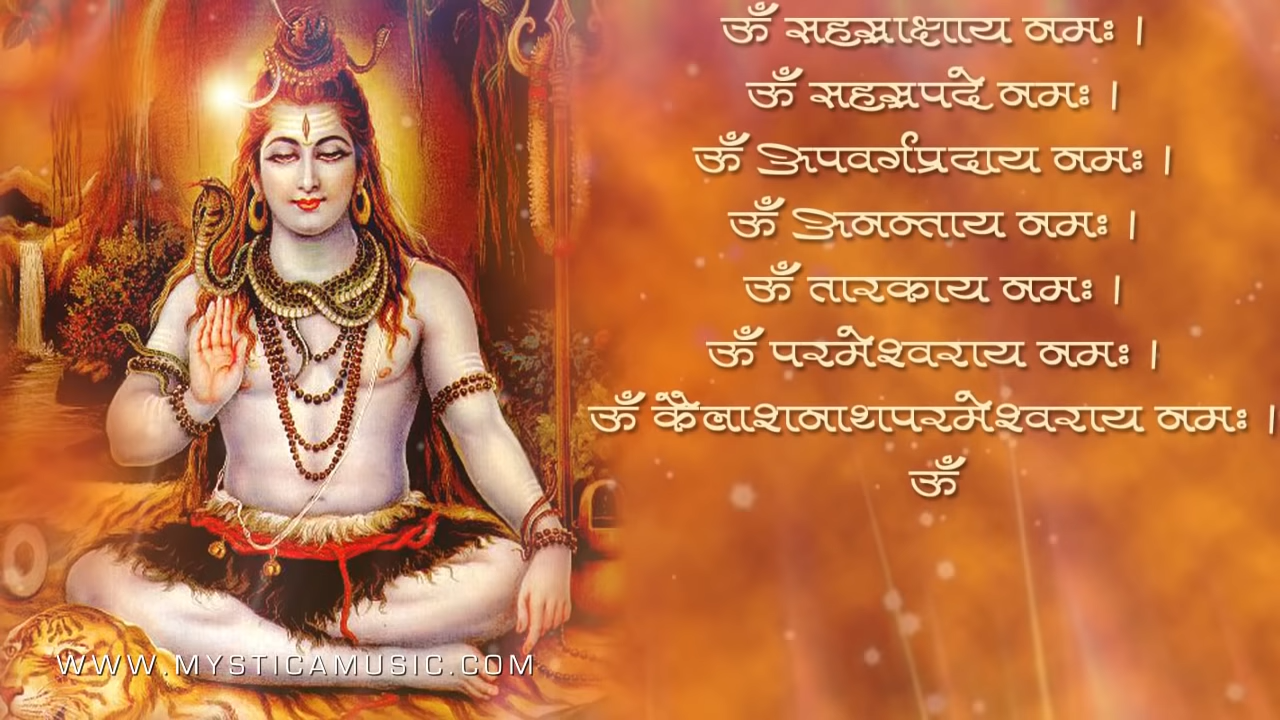 ॐ सहस्राक्षाय नमः ।
ॐ सहस्रपदे नमः ।
ॐ अपवर्गप्रदाय नमः ।
ॐ अनन्ताय नमः ।
ॐ तारकाय नमः ।
ॐ परमेश्वराय नमः ।
ॐ कैलाशनाथपरमेश्वराय नमः ।
ॐ
WWW.MYSTICAMUSIC.COM